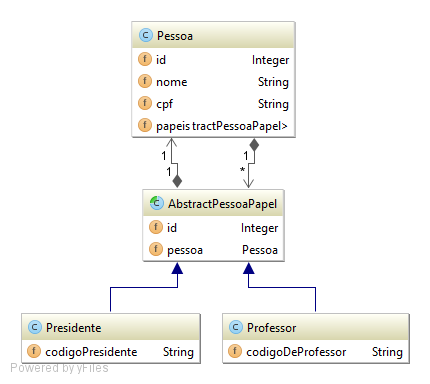 C Pessoa
f id Integer
f nome String
f cpf String
f papeis tractPessoaPapel>
1 1
1 *
C AbstractPessoaPapel
f id Integer
f pessoa Pessoa
C Presidente C Professor
f codigoPresidente String f codigoDeProfessor String
Powered by yFiles